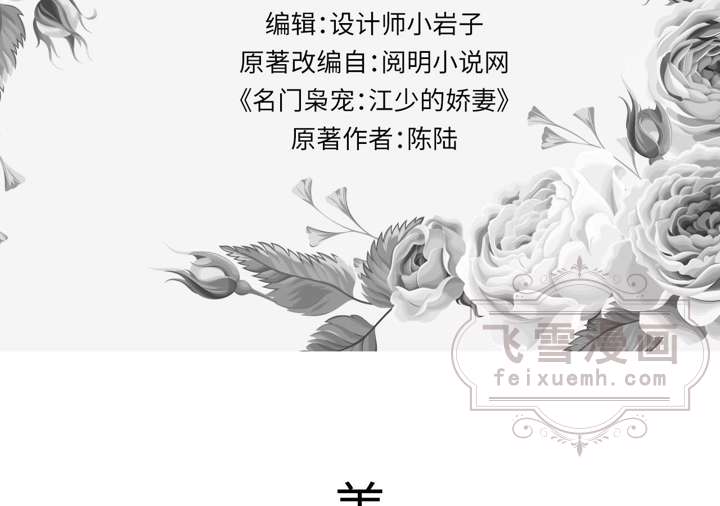 编辑：设计师小岩子
原著改编自：阅明小说网
《名门枭宠：江少的娇妻》
原著作者：陈陆
飞雪漫画
feixuemh.com